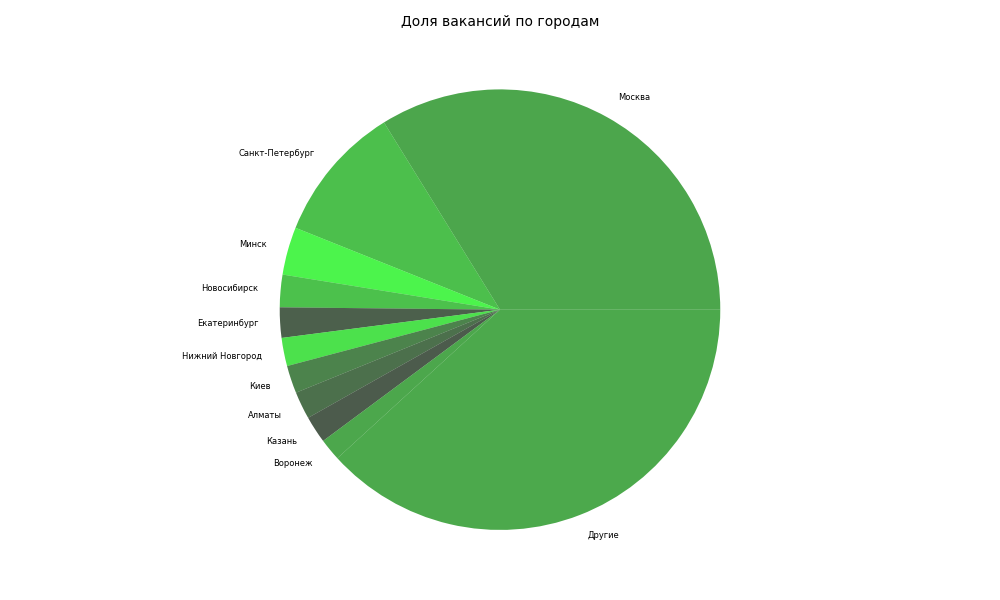 Доля вакансий по городам
Москва
Санкт-Петербург
Минск
Новосибирск
Екатеринбург
Нижний Новгород
Киев
Алматы
Казань
Воронеж
Другие